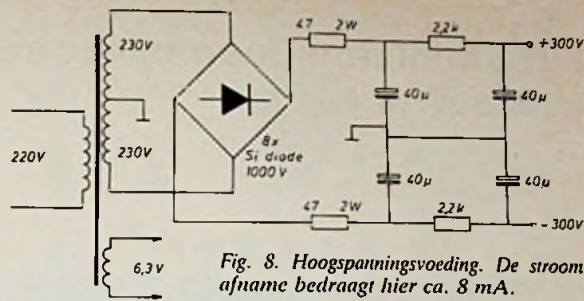 230V
220V
230V
6,3V
8x
Si diode
1000 V
47 2W
2,2k
+300V
40µ
40µ
40µ
40µ
47 2W
2,2k
-300V
Fig. 8. Hoogspanningsvoeding. De stroom
afname bedraagt hier ca. 8 mA.